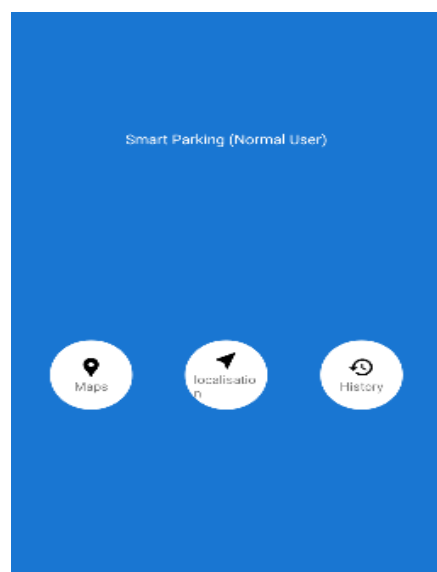 Smart Parking (Normal User)
Maps
localisatio
n
History